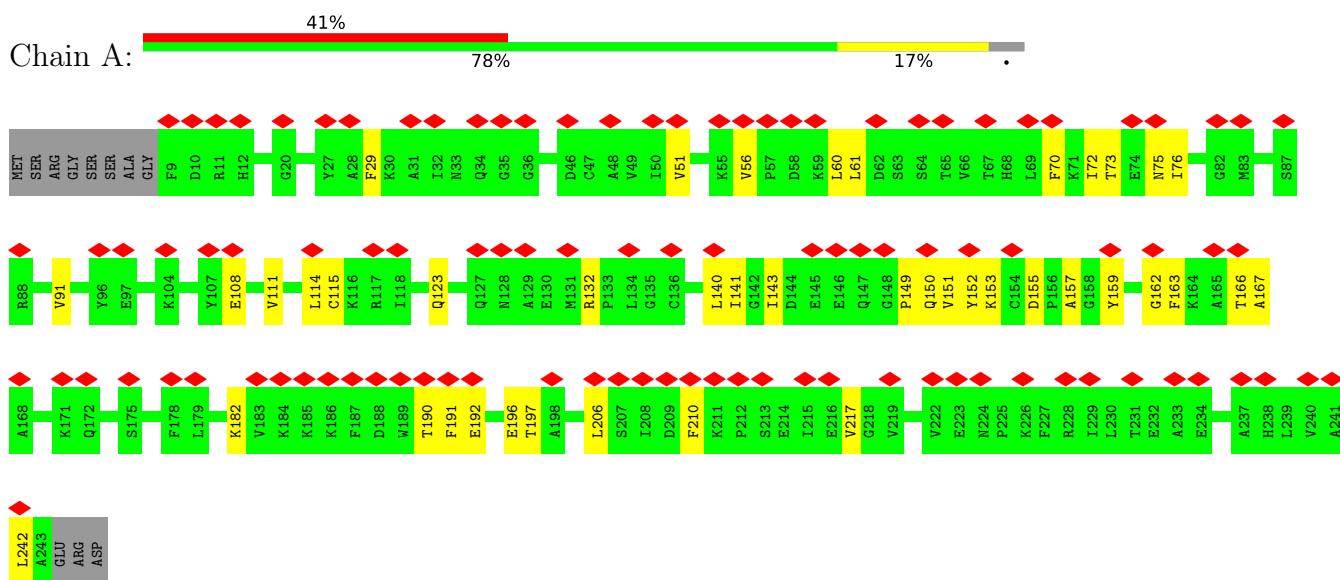 41%
Chain A:
78% 17% •
MET SER ARG GLY SER SER ALA GLY F9 D10 R11 H12 G20 Y27 A28 F29 K30 A31 I32 N33 Q34 G35 G36 D46 C47 A48 V49 I50 V51 K55 V56 P57 D58 K59 L60 L61 D62 S63 S64 T65 V66 T67 H68 L69 F70 K71 I72 T73 E74 N75 I76 G82 M83 S87
R88 V91 Y96 E97 K104 Y107 E108 V111 L114 C115 K116 R117 I118 Q123 Q127 N128 A129 E130 M131 R132 P133 L134 G135 C136 L140 I141 G142 I143 D144 E145 E146 Q147 G148 P149 Q150 V151 Y152 K153 C154 D155 P156 A157 G158 Y159 G162 F163 K164 A165 T166 A167
A168 K171 Q172 S175 F178 L179 K182 V183 K184 K185 K186 F187 D188 W189 T190 F191 E192 E196 T197 A198 L206 S207 I208 D209 F210 K211 P212 S213 E214 I215 E216 V217 G218 V219 V222 E223 N224 P225 K226 F227 R228 I229 L230 T231 E232 A233 E234 A237 H238 L239 V240 A241
L242 A243 GLU ARG ASP